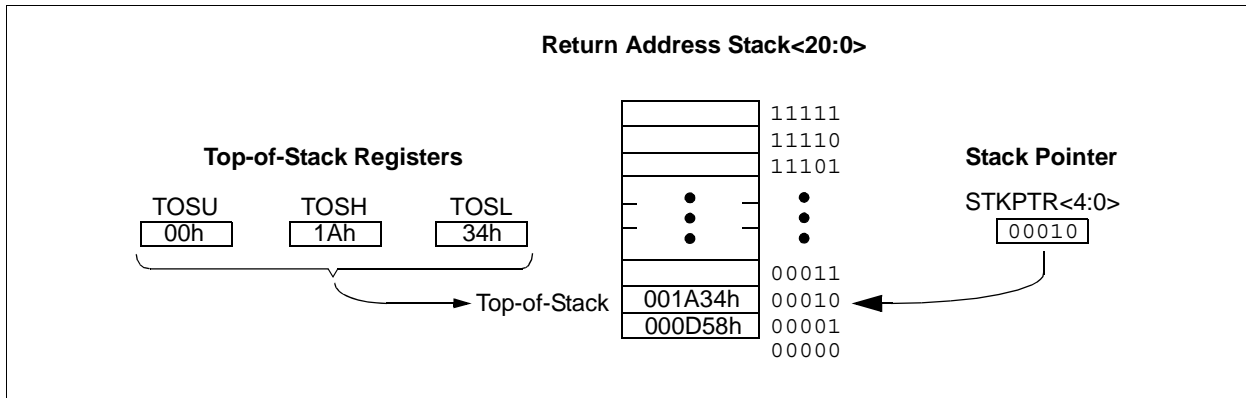 Return Address Stack<20:0>
11111
11110
11101
Top-of-Stack Registers
Stack Pointer
TOSU TOSH TOSL
00h 1Ah 34h
STKPTR<4:0>
00010
00011
Top-of-Stack 001A34h 00010
000D58h 00001
00000